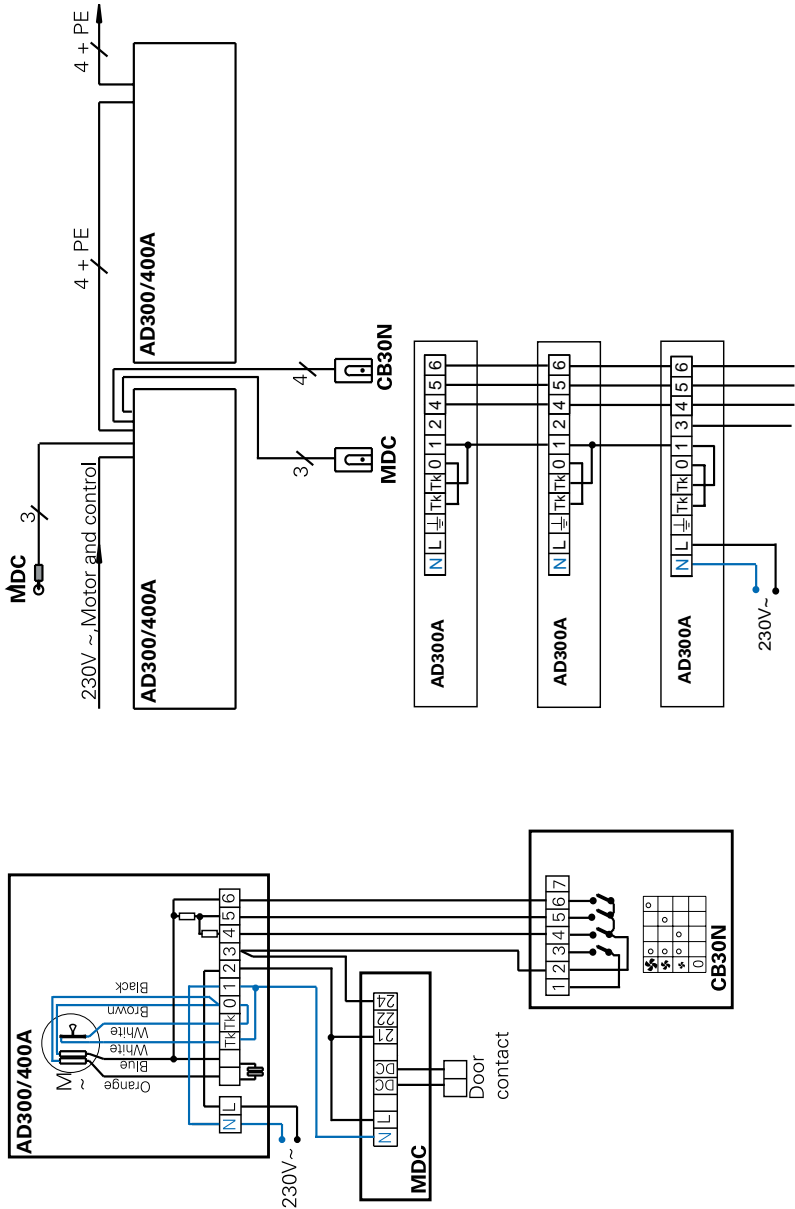 AD300/400A
M
~
Orange
Blue
White
White
Brown
Black
N L
Tk Tk 0 1 2 3 4 5 6
230V~
MDC
N L
DC DC
21 22 24
Door
contact
CB30N
1 2 3 4 5 6 7
0
MDC
3
230V ~, Motor and control
4 + PE
4 + PE
AD300/400A
AD300/400A
3
MDC
4
CB30N
AD300A
N L Tk Tk 0 1 2 4 5 6
AD300A
N L Tk Tk 0 1 2 4 5 6
AD300A
N L Tk Tk 0 1 3 4 5 6
230V~